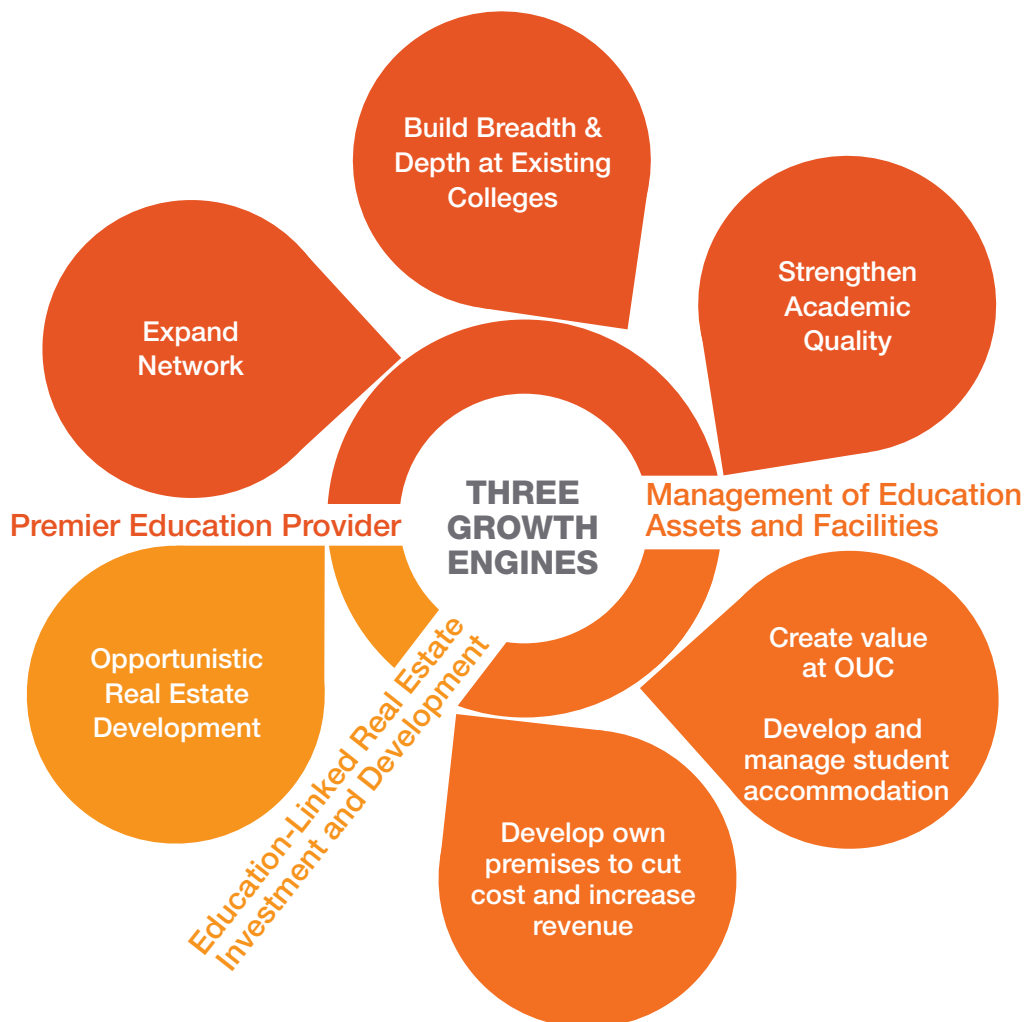 Build Breadth &
Depth at Existing
Colleges
Strengthen
Academic
Quality
Expand
Network
THREE
GROWTH
ENGINES
Premier Education Provider
Management of Education
Assets and Facilities
Opportunistic
Real Estate
Development
Education-Linked Real Estate
Investment and Development
Create value
at OUC
Develop and
manage student
accommodation
Develop own
premises to cut
cost and increase
revenue